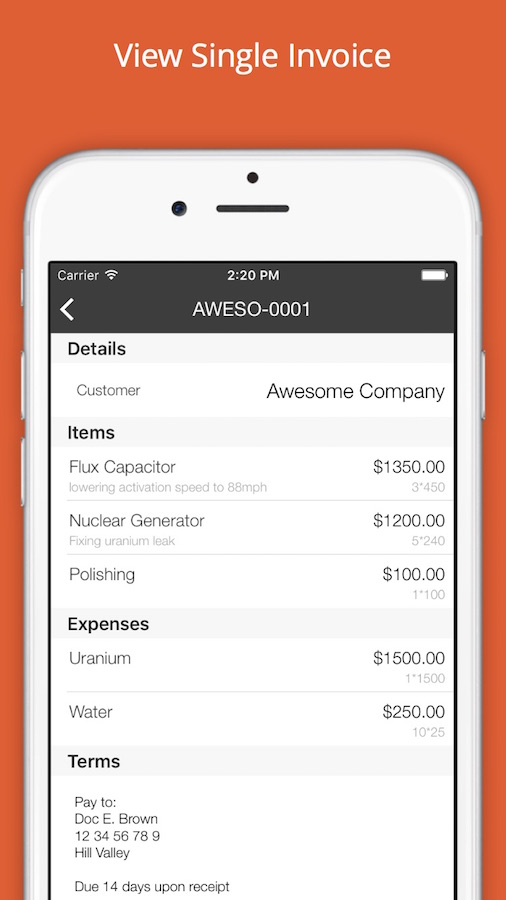 View Single Invoice
Carrier 2:20 PM
AWESO-0001
Details
Customer Awesome Company
Items
Flux Capacitor $1350.00
lowering activation speed to 88mph 3*450
Nuclear Generator $1200.00
Fixing uranium leak 5*240
Polishing $100.00
1*100
Expenses
Uranium $1500.00
1*1500
Water $250.00
10*25
Terms
Pay to:
Doc E. Brown
12 34 56 78 9
Hill Valley
Due 14 days upon receipt